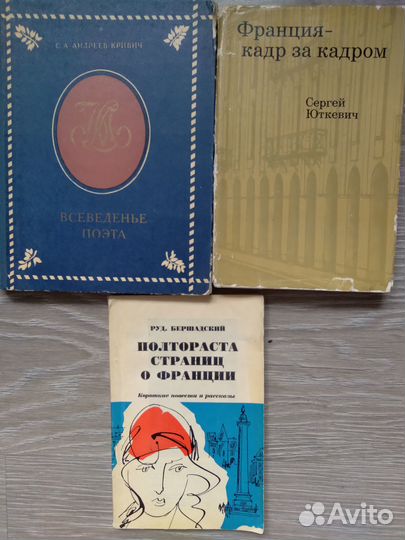 С. А. АНДРЕЕВ-КРИВИЧ
ВСЕВЕДЕНЬЕ
ПОЭТА
Франция-
кадр за кадром
Сергей
Юткевич
РУД. БЕРШАДСКИЙ
ПОЛТОРАСТА
СТРАНИЦ
О ФРАНЦИИ
Короткие повести и рассказы
Avito